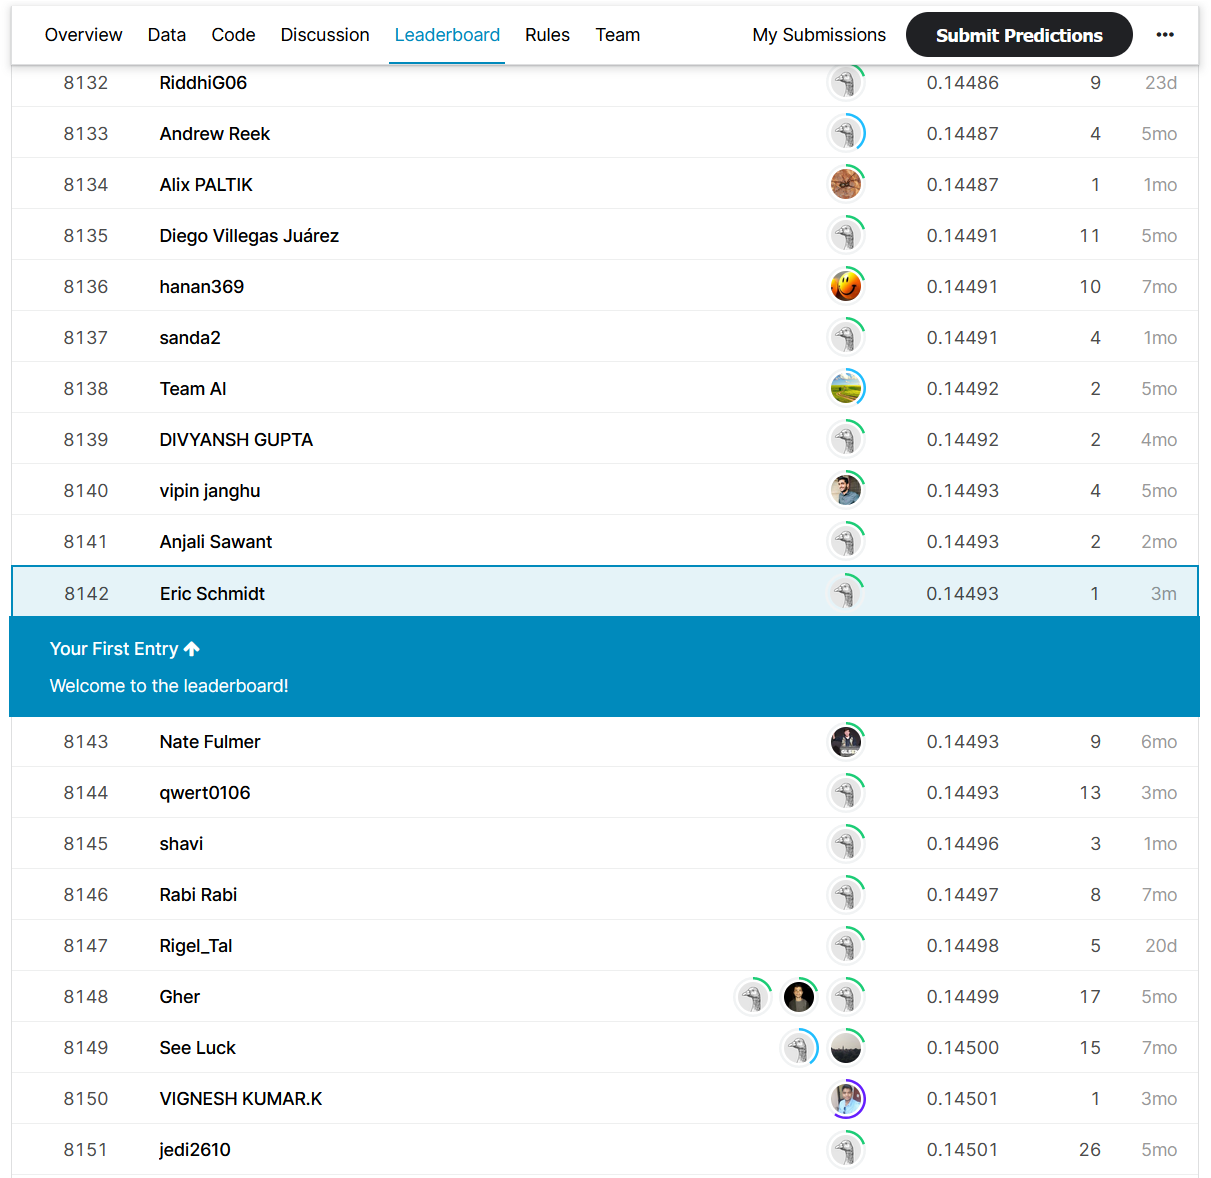 Overview Data Code Discussion Leaderboard Rules Team My Submissions Submit Predictions •••
8132 RiddhiG06 0.14486 9 23d
8133 Andrew Reek 0.14487 4 5mo
8134 Alix PALTIK 0.14487 1 1mo
8135 Diego Villegas Juárez 0.14491 11 5mo
8136 hanan369 0.14491 10 7mo
8137 sanda2 0.14491 4 1mo
8138 Team AI 0.14492 2 5mo
8139 DIVYANSH GUPTA 0.14492 2 4mo
8140 vipin janghu 0.14493 4 5mo
8141 Anjali Sawant 0.14493 2 2mo
8142 Eric Schmidt 0.14493 1 3m
Your First Entry
Welcome to the leaderboard!
8143 Nate Fulmer 0.14493 9 6mo
8144 qwert0106 0.14493 13 3mo
8145 shavi 0.14496 3 1mo
8146 Rabi Rabi 0.14497 8 7mo
8147 Rigel_Tal 0.14498 5 20d
8148 Gher 0.14499 17 5mo
8149 See Luck 0.14500 15 7mo
8150 VIGNESH KUMAR.K 0.14501 1 3mo
8151 jedi2610 0.14501 26 5mo